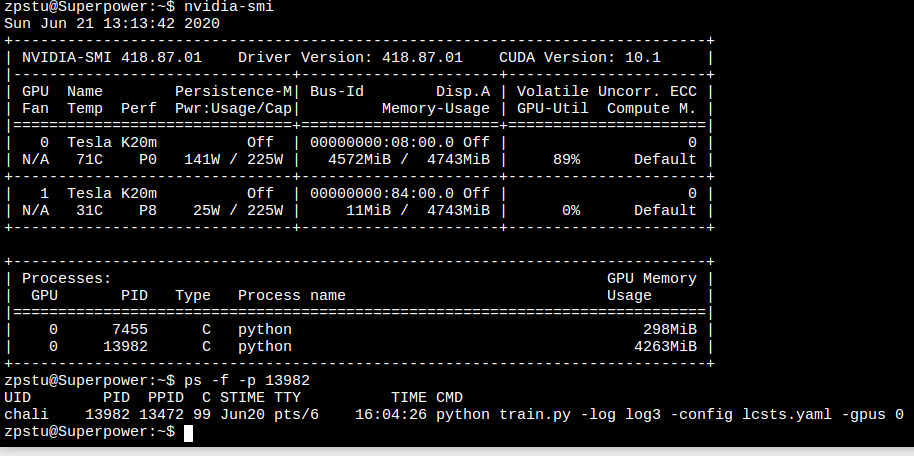 zpstu@Superpower:~$ nvidia-smi
Sun Jun 21 13:13:42 2020
+-----------------------------------------------------------------------------+
| NVIDIA-SMI 418.87.01    Driver Version: 418.87.01    CUDA Version: 10.1     |
|-------------------------------+----------------------+----------------------+
| GPU  Name        Persistence-M| Bus-Id        Disp.A | Volatile Uncorr. ECC |
| Fan  Temp  Perf  Pwr:Usage/Cap|         Memory-Usage | GPU-Util  Compute M. |
|===============================+======================+======================|
|   0  Tesla K20m          Off  | 00000000:08:00.0 Off |                    0 |
| N/A   71C    P0   141W / 225W |   4572MiB /  4743MiB |     89%      Default |
+-------------------------------+----------------------+----------------------+
|   1  Tesla K20m          Off  | 00000000:84:00.0 Off |                    0 |
| N/A   31C    P8    25W / 225W |     11MiB /  4743MiB |      0%      Default |
+-------------------------------+----------------------+----------------------+

+-----------------------------------------------------------------------------+
| Processes:                                                       GPU Memory |
|  GPU       PID   Type   Process name                             Usage      |
|=============================================================================|
|    0      7455      C   python                                       298MiB |
|    0     13982      C   python                                      4263MiB |
+-----------------------------------------------------------------------------+
zpstu@Superpower:~$ ps -f -p 13982
UID        PID  PPID  C STIME TTY          TIME CMD
chali    13982 13472 99 Jun20 pts/6    16:04:26 python train.py -log log3 -config lcsts.yaml -gpus 0
zpstu@Superpower:~$